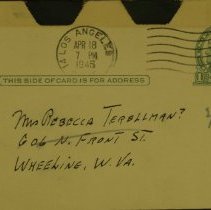 LOS ANGELES
APR 18
7 PM
1946
THIS SIDE OF CARD IS FOR ADDRESS
Mrs Rebecca Terellman?
606 N. Front St.
Wheeling, W. Va.